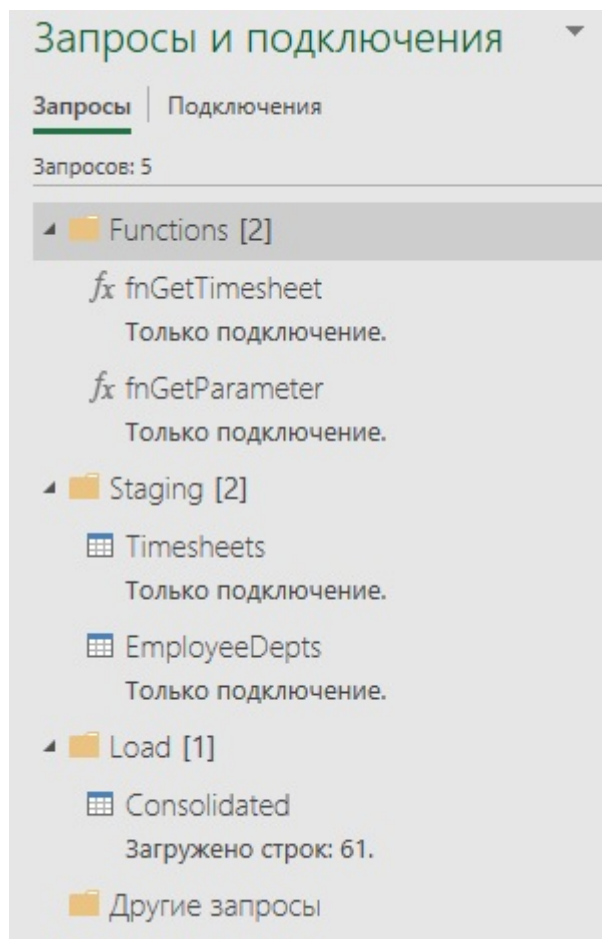 Запросы и подключения
Запросы Подключения
Запросов: 5
Functions [2]
fx fnGetTimesheet
Только подключение.
fx fnGetParameter
Только подключение.
Staging [2]
Timesheets
Только подключение.
EmployeeDepts
Только подключение.
Load [1]
Consolidated
Загружено строк: 61.
Другие запросы